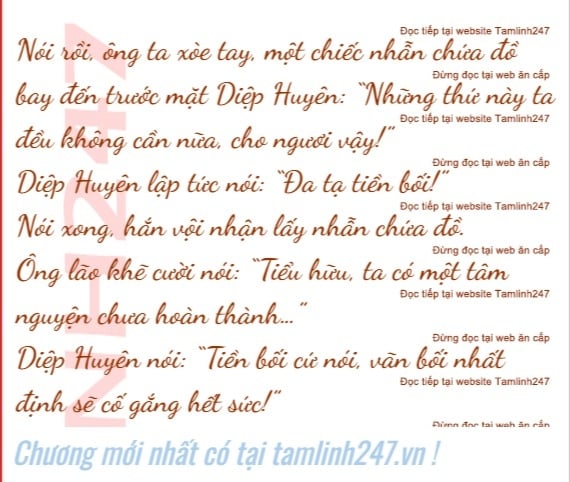 Đọc tiếp tại website Tamlinh247
Nói rồi, ông ta xòe tay, một chiếc nhẫn chứa đồ
Đừng đọc tại web ăn cắp
bay đến trước mặt Diệp Huyên: "Những thứ này ta
Đọc tiếp tại website Tamlinh247
đều không cần nữa, cho ngươi vậy!"
Đừng đọc tại web ăn cắp
Diệp Huyên lập tức nói: "Đa tạ tiền bối!"
Đọc tiếp tại website Tamlinh247
Nói xong, hắn vội nhận lấy nhẫn chứa đồ.
Đừng đọc tại web ăn cắp
Ông lão khẽ cười nói: "Tiểu hữu, ta có một tâm
Đọc tiếp tại website Tamlinh247
nguyện chưa hoàn thành..."
Đừng đọc tại web ăn cắp
Diệp Huyên nói: "Tiền bối cứ nói, vãn bối nhất
Đọc tiếp tại website Tamlinh247
định sẽ cố gắng hết sức!"
Đừng đọc tại web ăn cắp
Chương mới nhất có tại tamlinh247.vn !
NH247